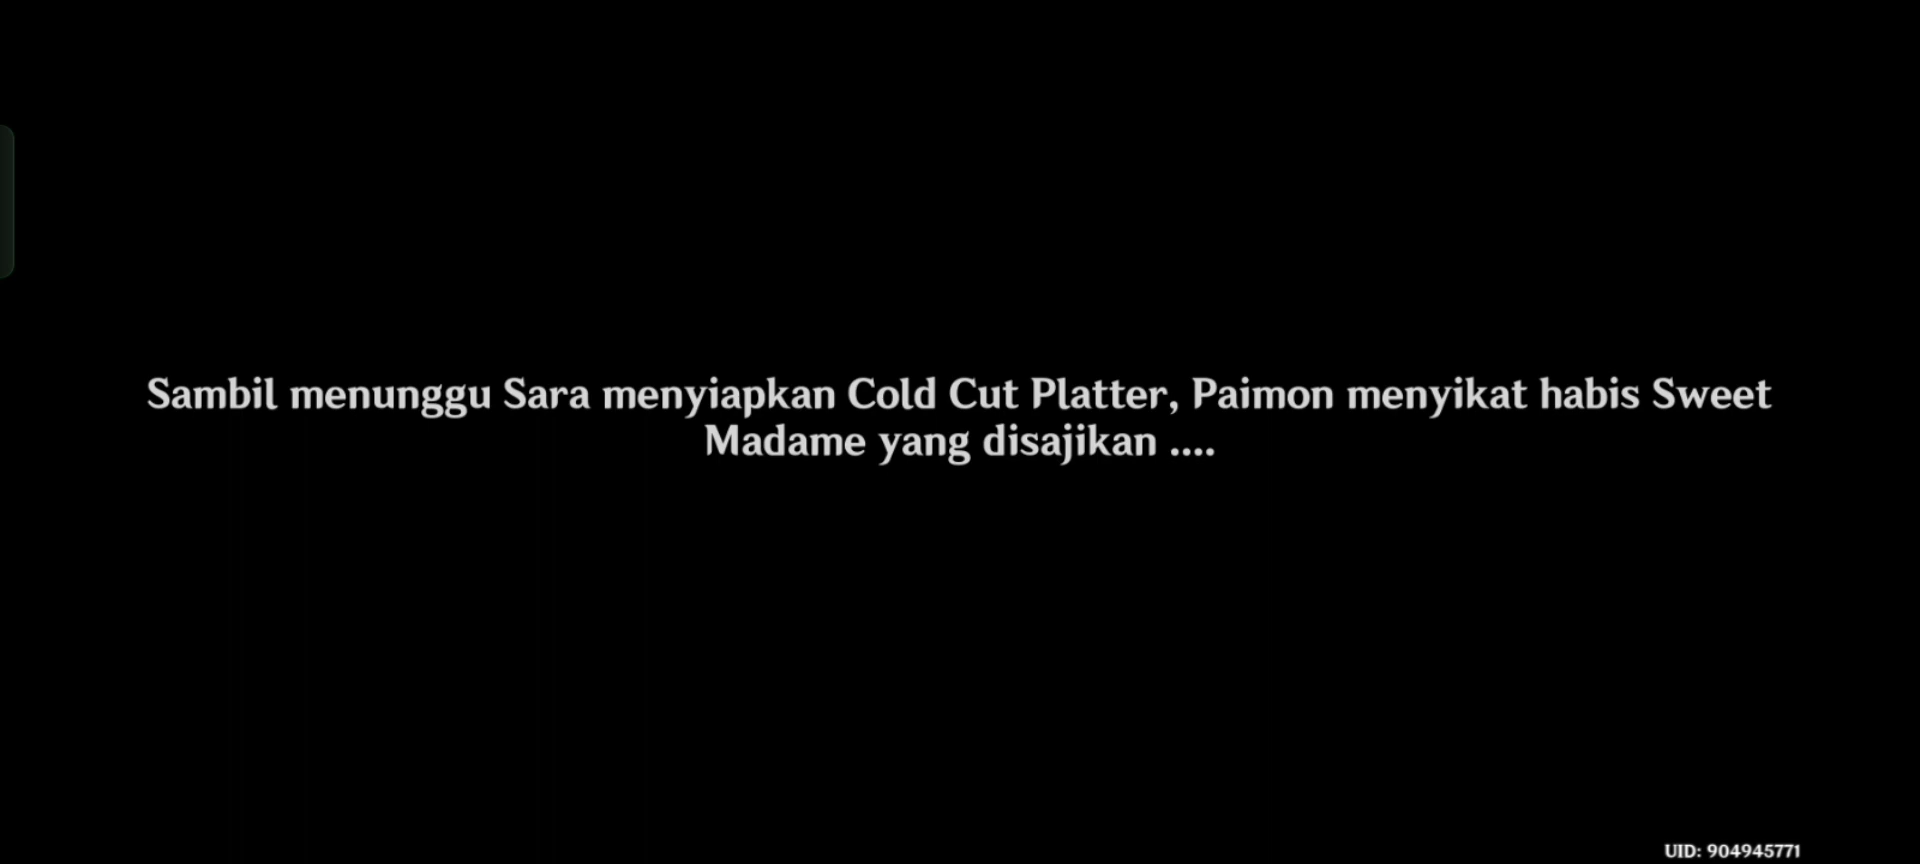 Sambil menunggu Sara menyiapkan Cold Cut Platter, Paimon menyikat habis Sweet
Madame yang disajikan ....
UID: 904945771